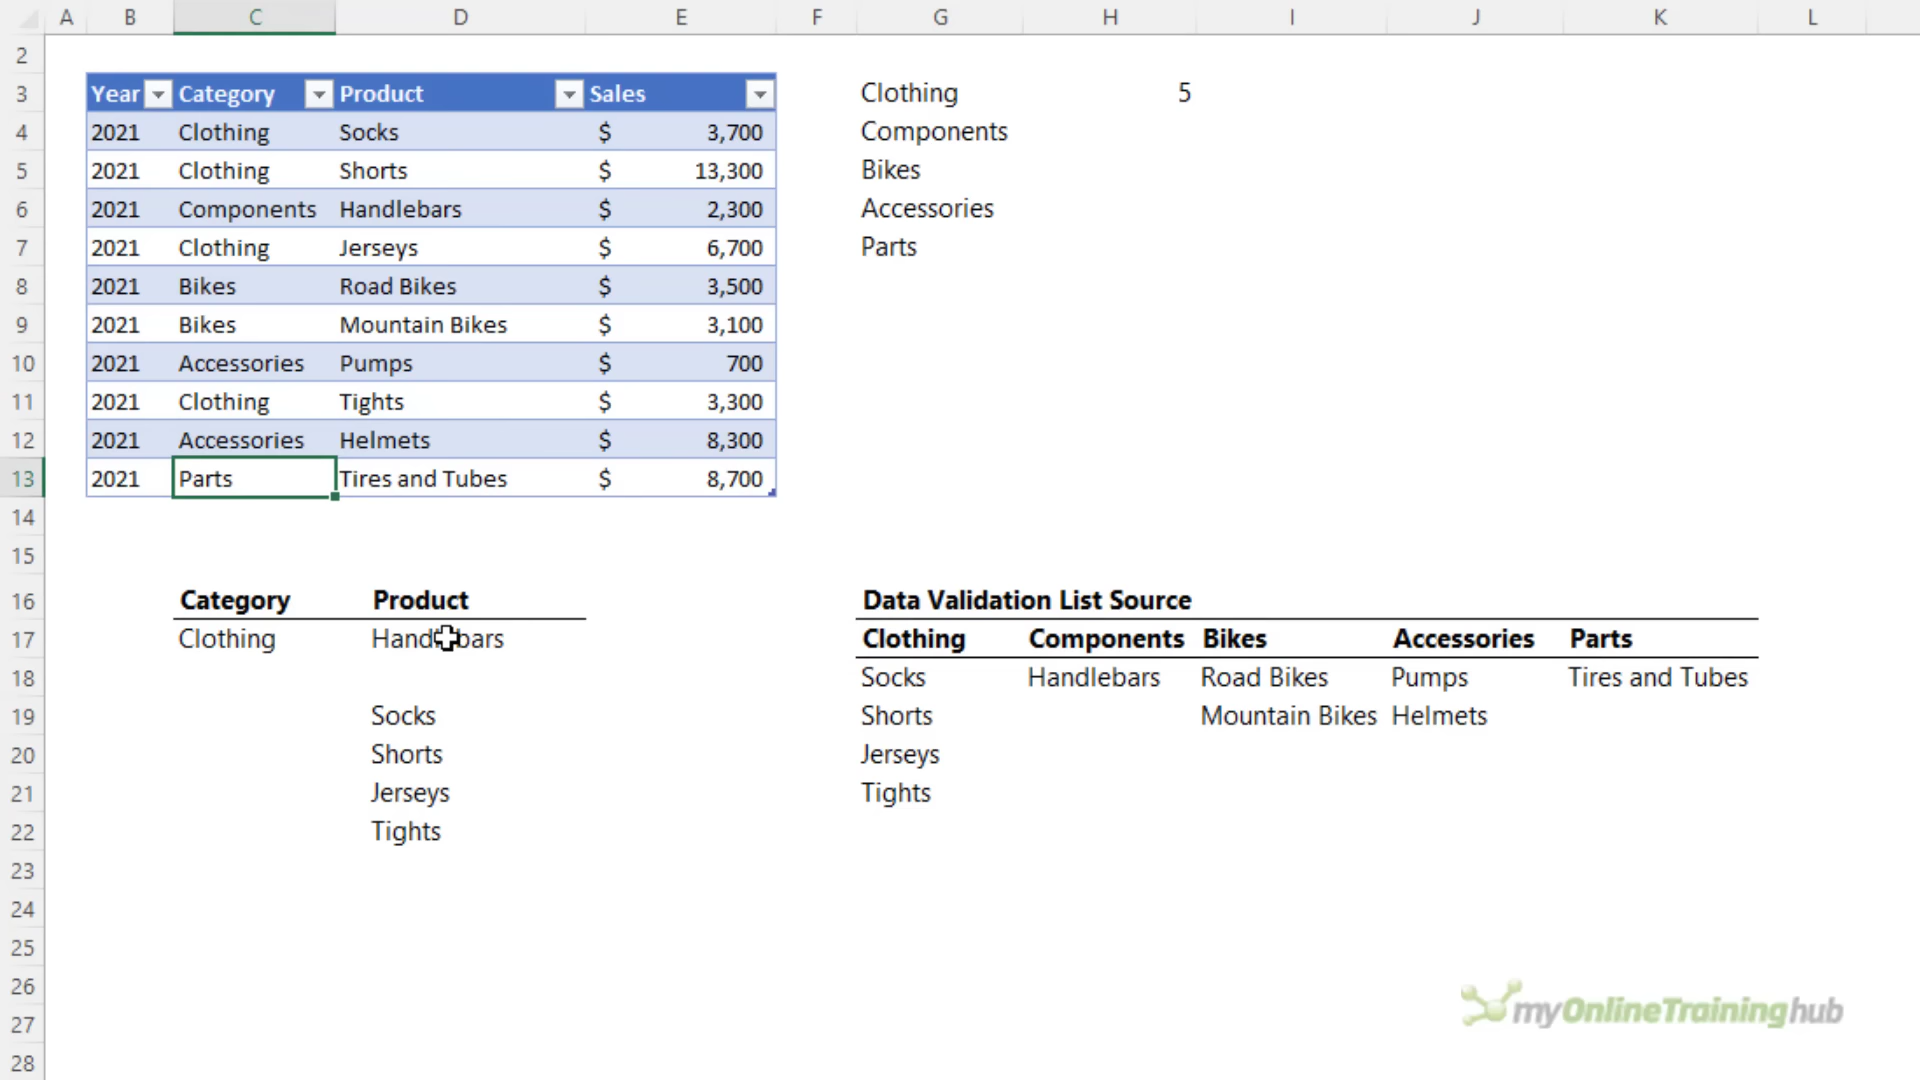 A B C D E F G H I J K L
2
3 Year Category Product Sales Clothing 5
4 2021 Clothing Socks $ 3,700 Components
5 2021 Clothing Shorts $ 13,300 Bikes
6 2021 Components Handlebars $ 2,300 Accessories
7 2021 Clothing Jerseys $ 6,700 Parts
8 2021 Bikes Road Bikes $ 3,500
9 2021 Bikes Mountain Bikes $ 3,100
10 2021 Accessories Pumps $ 700
11 2021 Clothing Tights $ 3,300
12 2021 Accessories Helmets $ 8,300
13 2021 Parts Tires and Tubes $ 8,700
14
15
16 Category Product Data Validation List Source
17 Clothing Handlebars Clothing Components Bikes Accessories Parts
18 Socks Handlebars Road Bikes Pumps Tires and Tubes
19 Socks Shorts Mountain Bikes Helmets
20 Shorts Jerseys
21 Jerseys Tights
22 Tights
23
24
25
26
27 myOnlineTraininghub
28